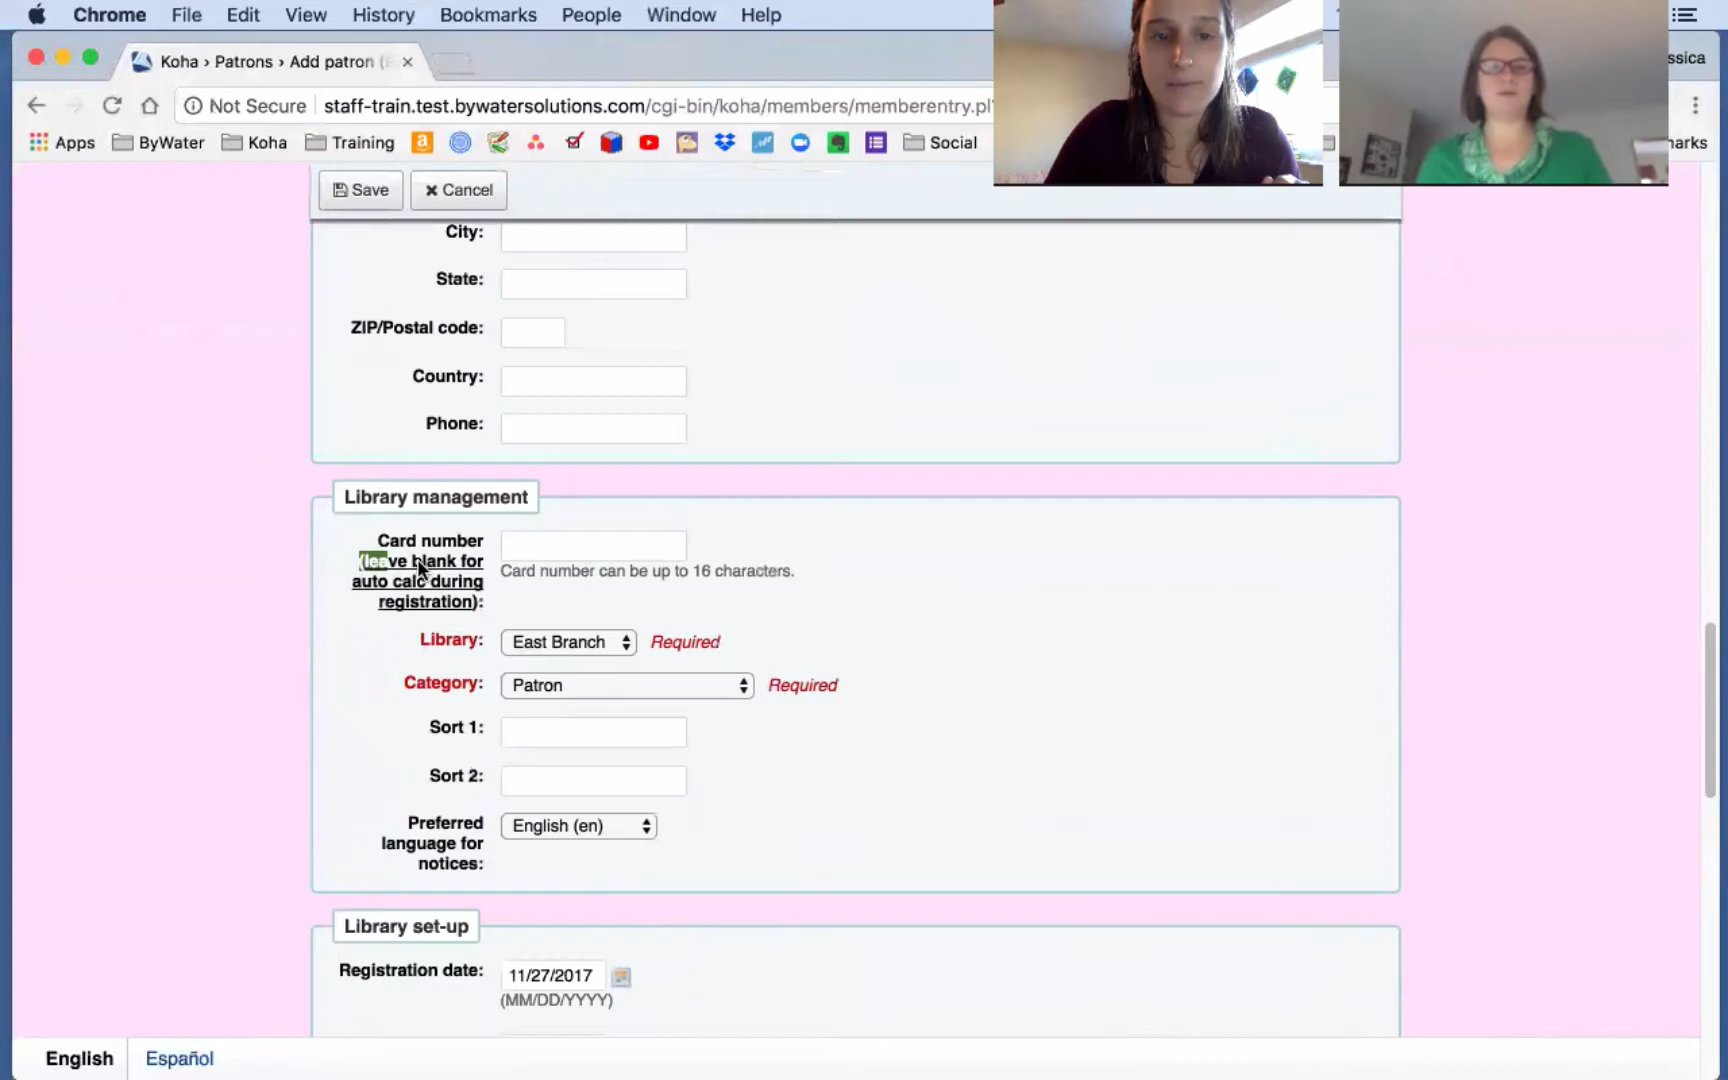 Chrome File Edit View History Bookmarks People Window Help
ssica
Koha › Patrons › Add patron (
Not Secure staff-train.test.bywatersolutions.com/cgi-bin/koha/members/memberentry.pl
Apps ByWater Koha Training Social
narks
Save Cancel
City:
State:
ZIP/Postal code:
Country:
Phone:
Library management
Card number
(leave blank for
auto calc during
registration):
Card number can be up to 16 characters.
Library: East Branch Required
Category: Patron Required
Sort 1:
Sort 2:
Preferred
language for
notices:
English (en)
Library set-up
Registration date: 11/27/2017
(MM/DD/YYYY)
English Español